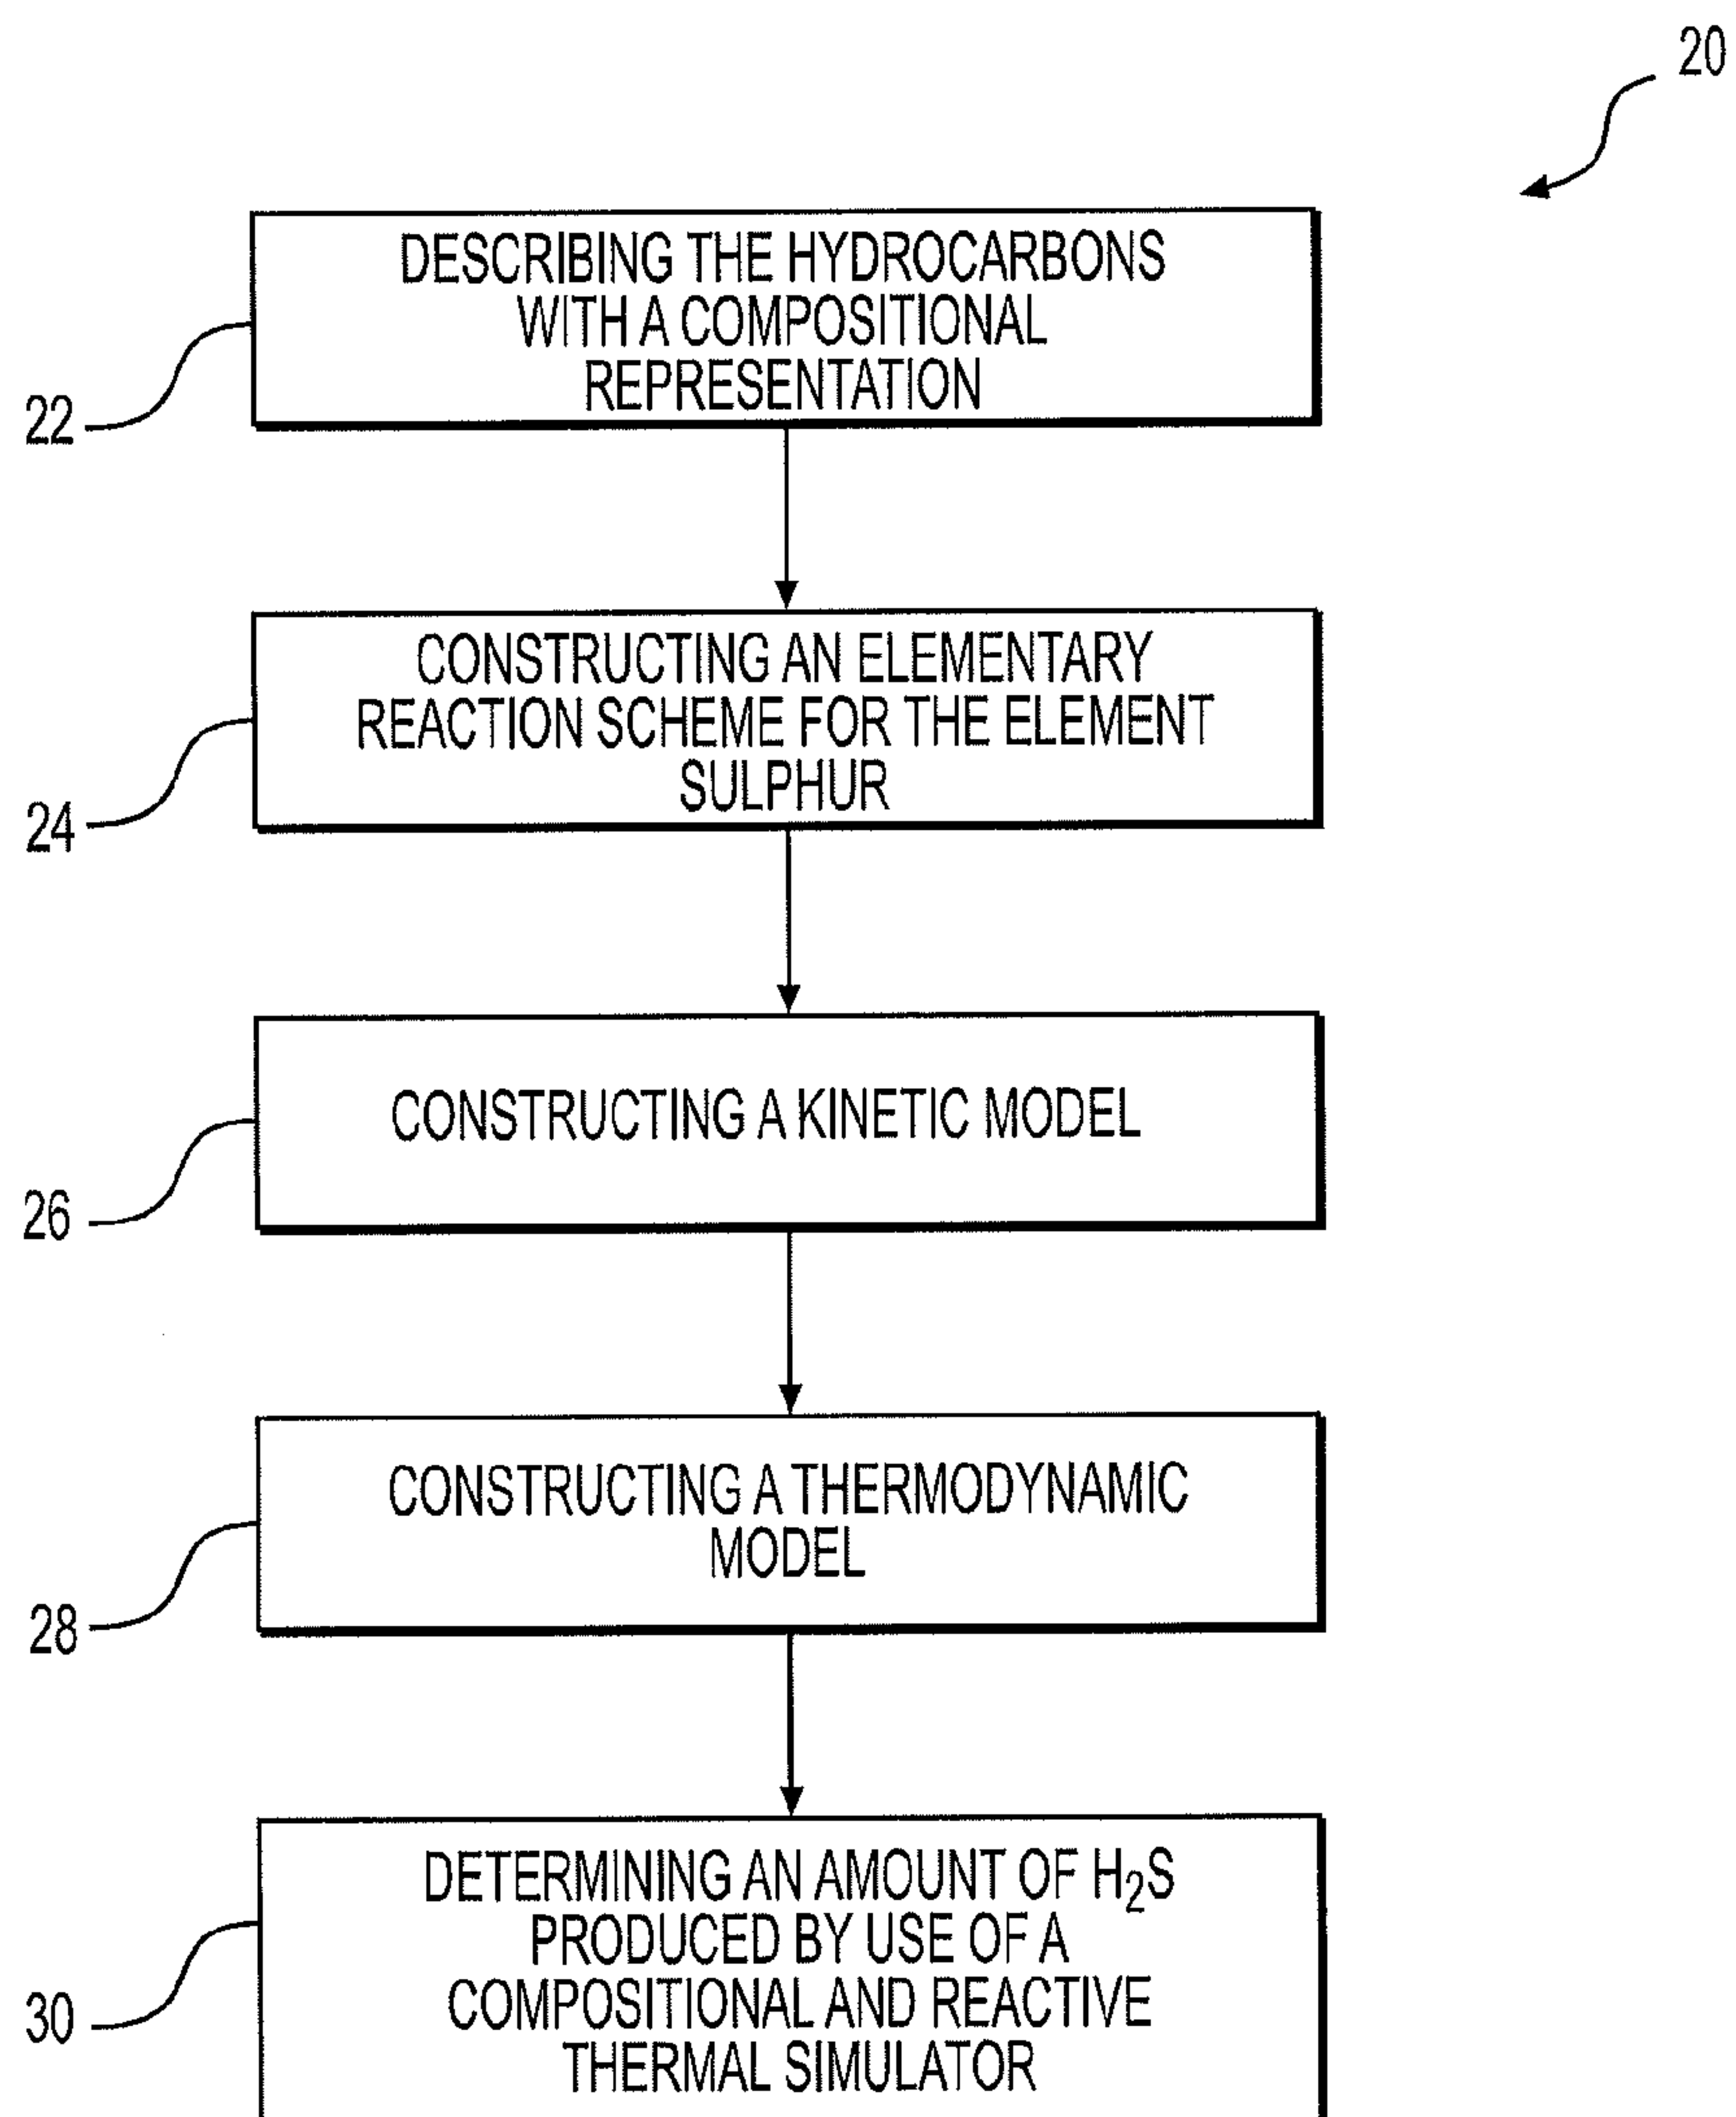 20
DESCRIBING THE HYDROCARBONS
WITH A COMPOSITIONAL
REPRESENTATION
22
CONSTRUCTING AN ELEMENTARY
REACTION SCHEME FOR THE ELEMENT
SULPHUR
24
CONSTRUCTING A KINETIC MODEL
26
CONSTRUCTING A THERMODYNAMIC
MODEL
28
DETERMINING AN AMOUNT OF H₂S
PRODUCED BY USE OF A
COMPOSITIONAL AND REACTIVE
THERMAL SIMULATOR
30